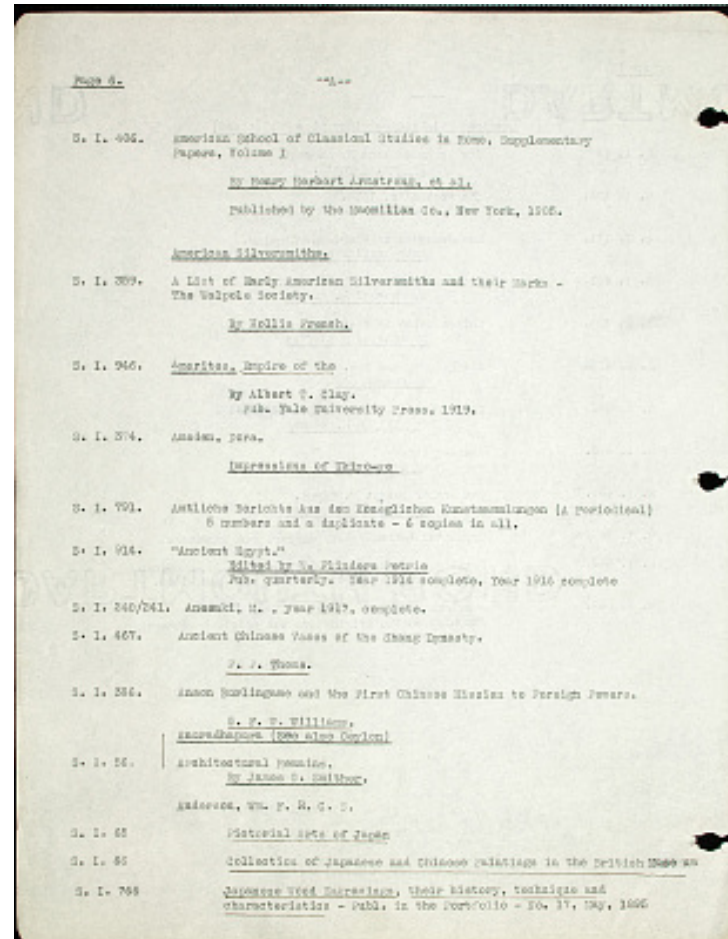 Page 6. --A--
S. I. 406. American School of Classical Studies in Rome, Supplementary
Papers, Volume I
By Henry Herbert Armstrong, et al.
Published by the Macmillan Co., New York, 1905.
American Silversmiths.
S. I. 389. A List of Early American Silversmiths and their Marks -
The Walpole Society.
By Hollis French.
S. I. 946. Amorites, Empire of the
By Albert T. Clay.
Pub. Yale University Press, 1919.
S. I. 374. Amsden, Dora.
Impressions of Ukiyo-ye
S. I. 791. Amtliche Berichte Aus den Königlichen Kunstsammlungen (A Periodical)
5 numbers and a duplicate - 6 copies in all.
S. I. 914. "Ancient Egypt."
Edited by W. Flinders Petrie
Pub. quarterly. Year 1914 complete, Year 1916 complete
S. I. 240/241. Anesaki, M. , year 1917, complete.
S. I. 467. Ancient Chinese Vases of the Shang Dynasty.
P. P. Thoms.
S. I. 386. Anson Burlingame and the First Chinese Mission to Foreign Powers.
Williams.
Anuradhapura (See also Ceylon)
S. I. 56. Architectural Remains.
By James G. Smither.
Anderson, Wm. F. R. C. S.
S. I. 65 Pictorial Arts of Japan
S. I. 66 Collection of Japanese and Chinese Paintings in the British Museum
S. I. 768 Japanese Wood Engravings, their history, technique and
characteristics - Publ. in the Portfolio - No. 17, May, 1895